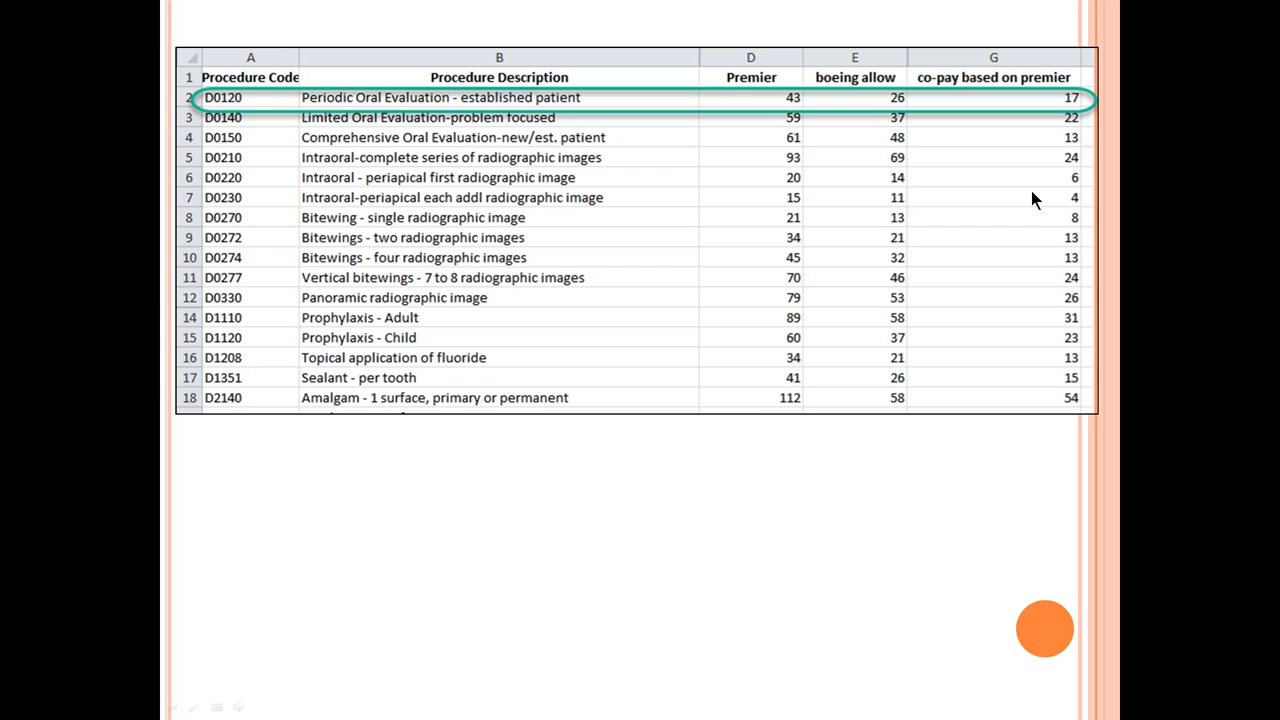 A B D E G
1 Procedure Code Procedure Description Premier boeing allow co-pay based on premier
2 D0120 Periodic Oral Evaluation - established patient 43 26 17
3 D0140 Limited Oral Evaluation-problem focused 59 37 22
4 D0150 Comprehensive Oral Evaluation-new/est. patient 61 48 13
5 D0210 Intraoral-complete series of radiographic images 93 69 24
6 D0220 Intraoral - periapical first radiographic image 20 14 6
7 D0230 Intraoral-periapical each addl radiographic image 15 11 4
8 D0270 Bitewing - single radiographic image 21 13 8
9 D0272 Bitewings - two radiographic images 34 21 13
10 D0274 Bitewings - four radiographic images 45 32 13
11 D0277 Vertical bitewings - 7 to 8 radiographic images 70 46 24
12 D0330 Panoramic radiographic image 79 53 26
14 D1110 Prophylaxis - Adult 89 58 31
15 D1120 Prophylaxis - Child 60 37 23
16 D1208 Topical application of fluoride 34 21 13
17 D1351 Sealant - per tooth 41 26 15
18 D2140 Amalgam - 1 surface, primary or permanent 112 58 54